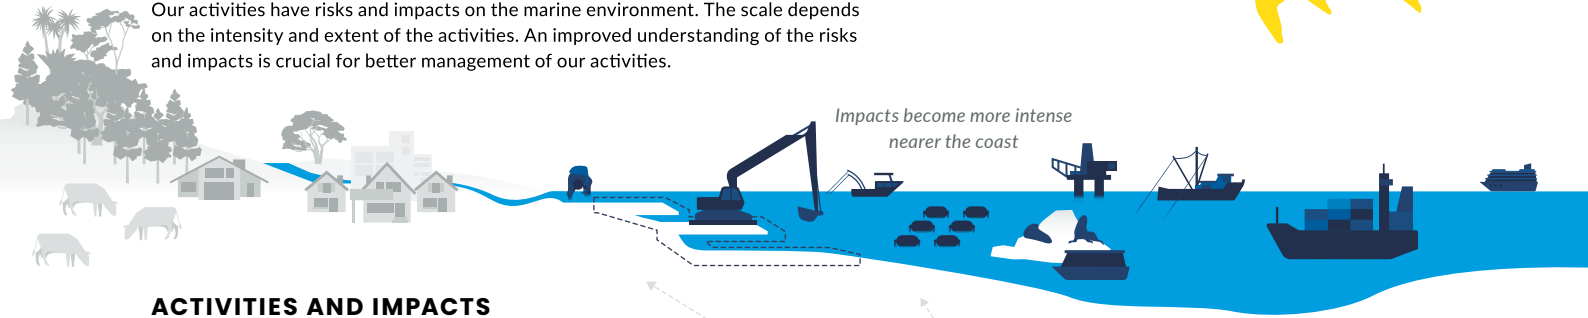 Our activities have risks and impacts on the marine environment. The scale depends
on the intensity and extent of the activities. An improved understanding of the risks
and impacts is crucial for better management of our activities.
Impacts become more intense
nearer the coast
ACTIVITIES AND IMPACTS